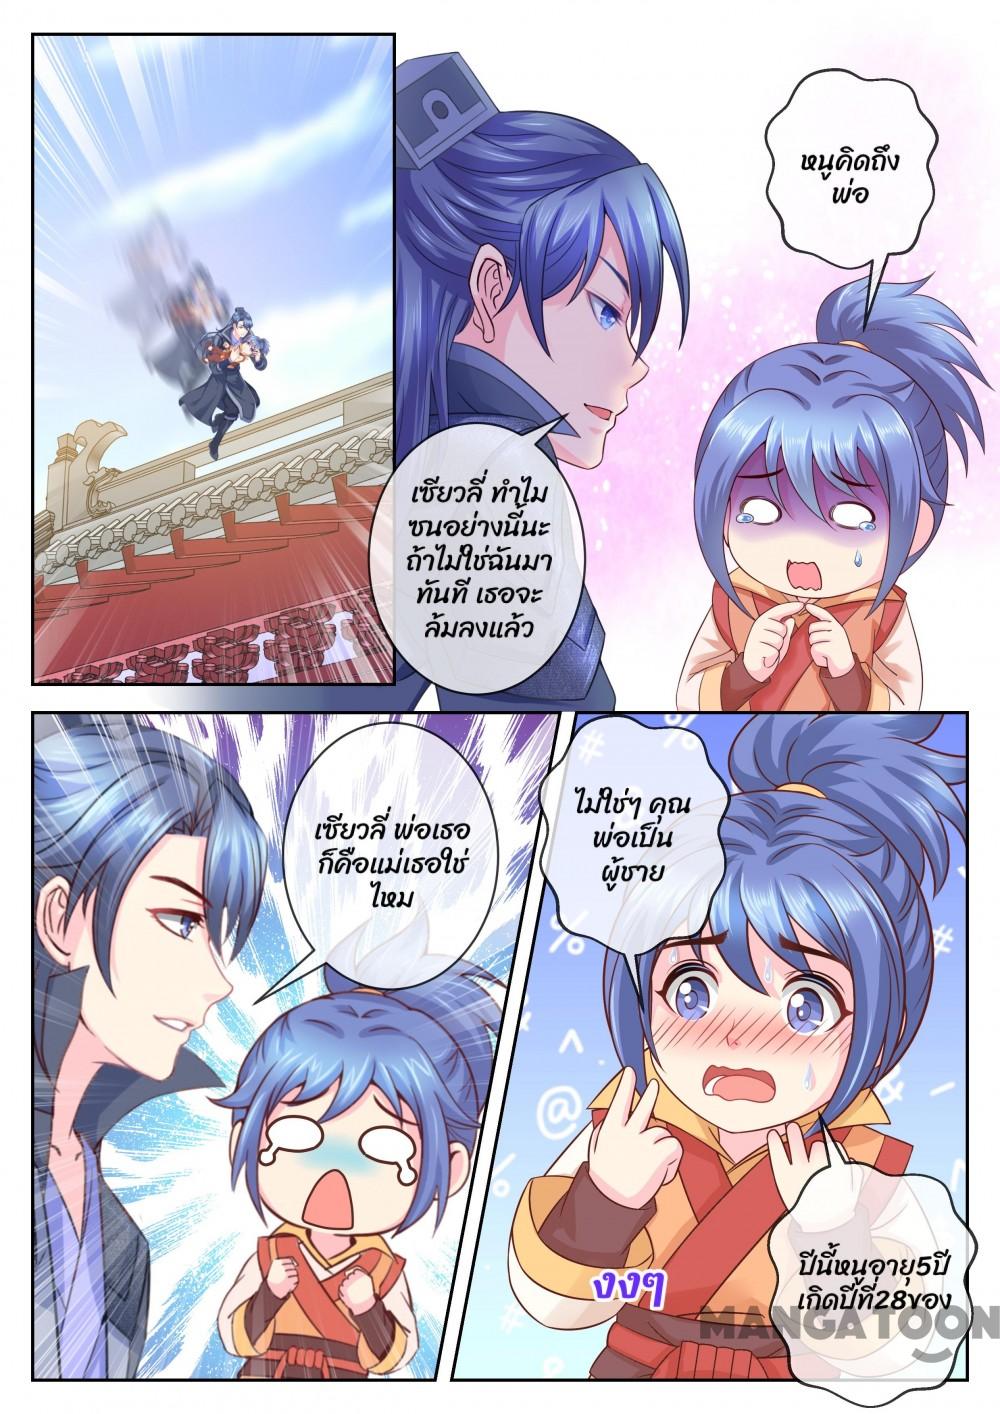 หนูคิดถึง
พ่อ
เซียวลี่ ทำไม
ซนอย่างนี้นะ
ถ้าไม่ใช่ฉันมา
ทันที เธอจะ
ล้มลงแล้ว
เซียวลี่ พ่อเธอ
ก็คือแม่เธอใช่
ไหม
ไม่ใช่ๆ คุณ
พ่อเป็น
ผู้ชาย
งงๆ
ปีนี้หนูอายุ5ปี
เกิดปีที่28ของ
MANGATOON